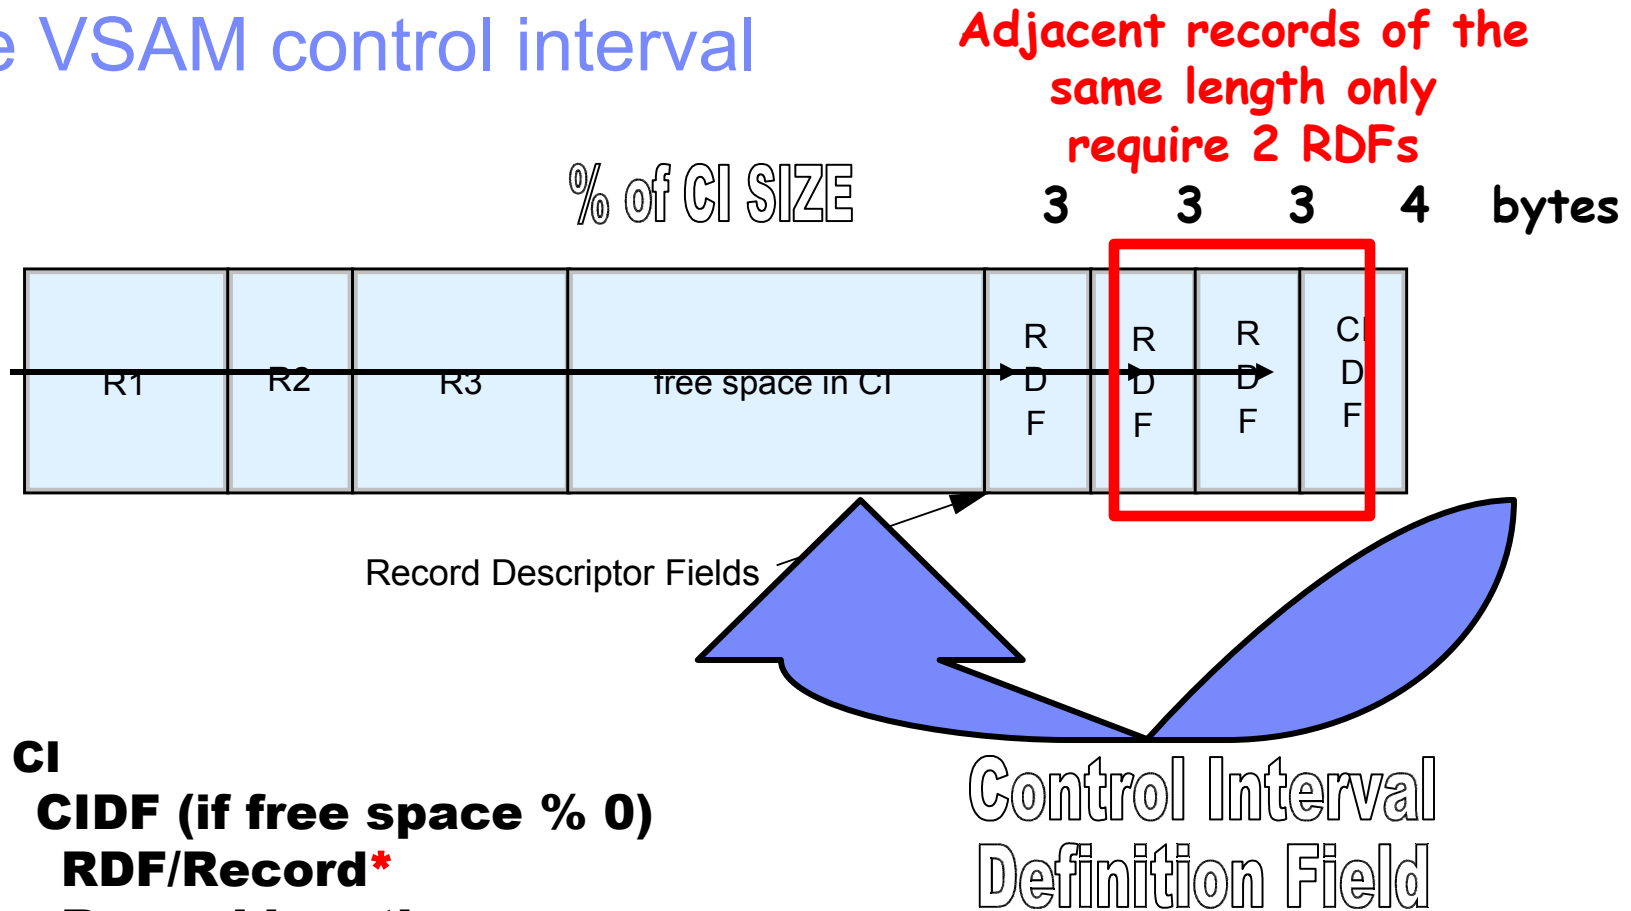 e VSAM control interval
Adjacent records of the
same length only
require 2 RDFs
% of CI SIZE
3 3 3 4 bytes
R1 R2 R3 free space in CI
R
D
F
R
D
F
R
D
F
CI
D
F
Record Descriptor Fields
CI
CIDF (if free space % 0)
RDF/Record*
Control Interval
Definition Field